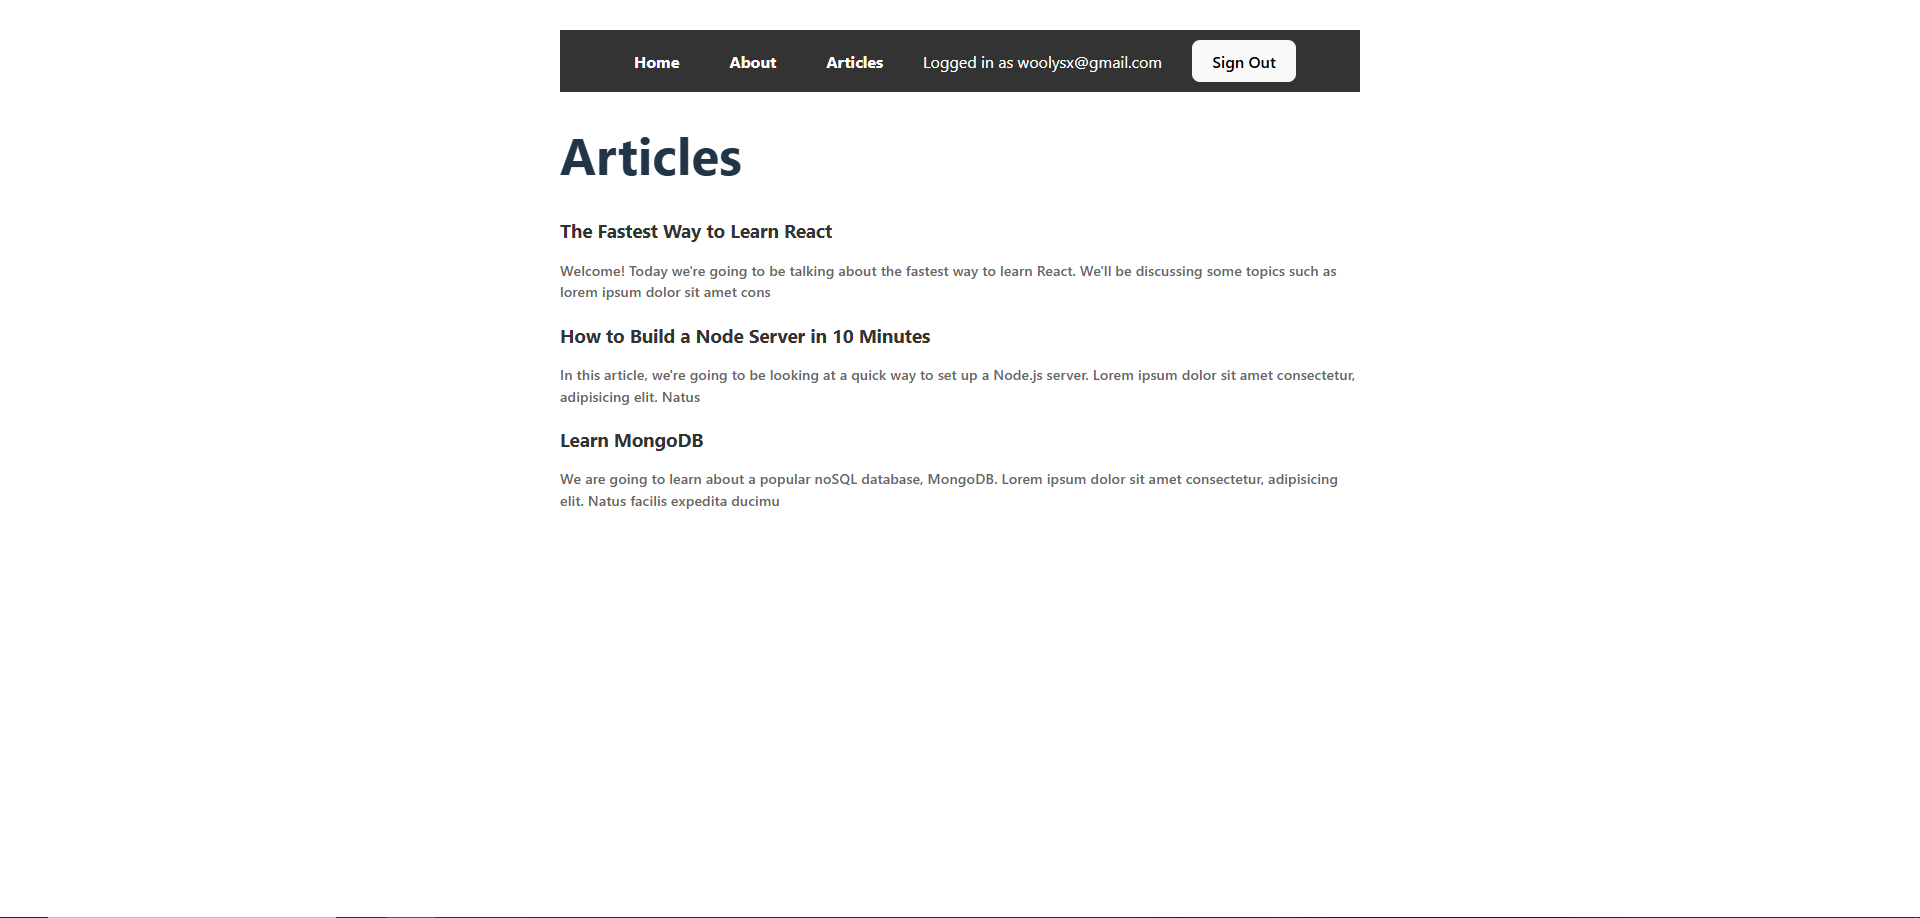 Home About Articles Logged in as woolysx@gmail.com Sign Out
Articles
The Fastest Way to Learn React
Welcome! Today we're going to be talking about the fastest way to learn React. We'll be discussing some topics such as
lorem ipsum dolor sit amet cons
How to Build a Node Server in 10 Minutes
In this article, we're going to be looking at a quick way to set up a Node.js server. Lorem ipsum dolor sit amet consectetur,
adipisicing elit. Natus
Learn MongoDB
We are going to learn about a popular noSQL database, MongoDB. Lorem ipsum dolor sit amet consectetur, adipisicing
elit. Natus facilis expedita ducimu